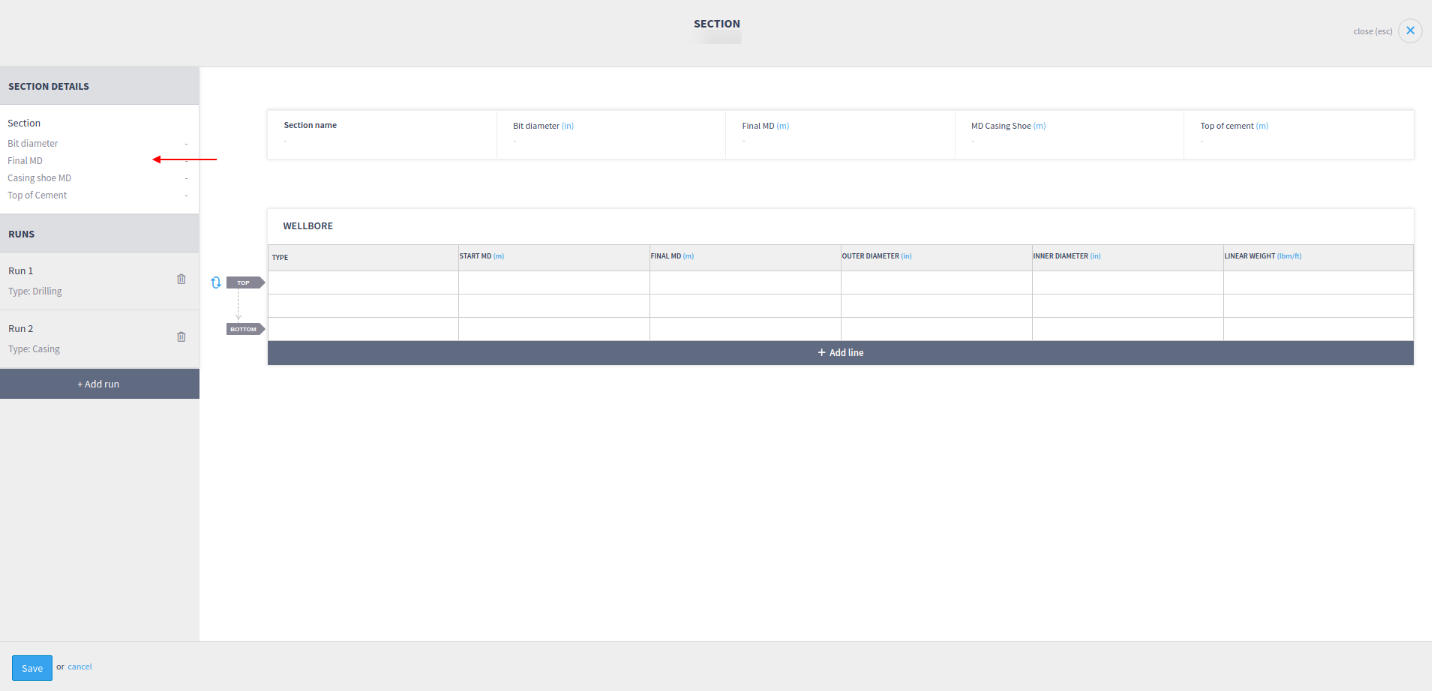 SECTION
close (esc)
SECTION DETAILS
Section
Bit diameter -
Final MD -
Casing shoe MD -
Top of Cement -
RUNS
Run 1
Type: Drilling
Run 2
Type: Casing
+ Add run
Section name Bit diameter (in) Final MD (m) MD Casing Shoe (m) Top of cement (m)
- - - - -
WELLBORE
TYPE START MD (m) FINAL MD (m) OUTER DIAMETER (in) INNER DIAMETER (in) LINEAR WEIGHT (lbm/ft)
TOP
BOTTOM
+ Add line
Save or cancel